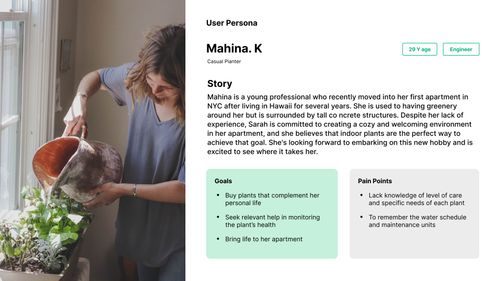 User Persona
Mahina. K
29 Y age
Engineer
Casual Planter
Story
Mahina is a young professional who recently moved into her first apartment in
NYC after living in Hawaii for several years. She is used to having greenery
around her but is surrounded by tall co ncrete structures. Despite her lack of
experience, Sarah is committed to creating a cozy and welcoming environment
in her apartment, and she believes that indoor plants are the perfect way to
achieve that goal. She's looking forward to embarking on this new hobby and is
excited to see where it takes her.
Goals
• Buy plants that complement her
personal life
• Seek relevant help in monitoring
the plant's health
• Bring life to her apartment
Pain Points
• Lack knowledge of level of care
and specific needs of each plant
• To remember the water schedule
and maintenance units